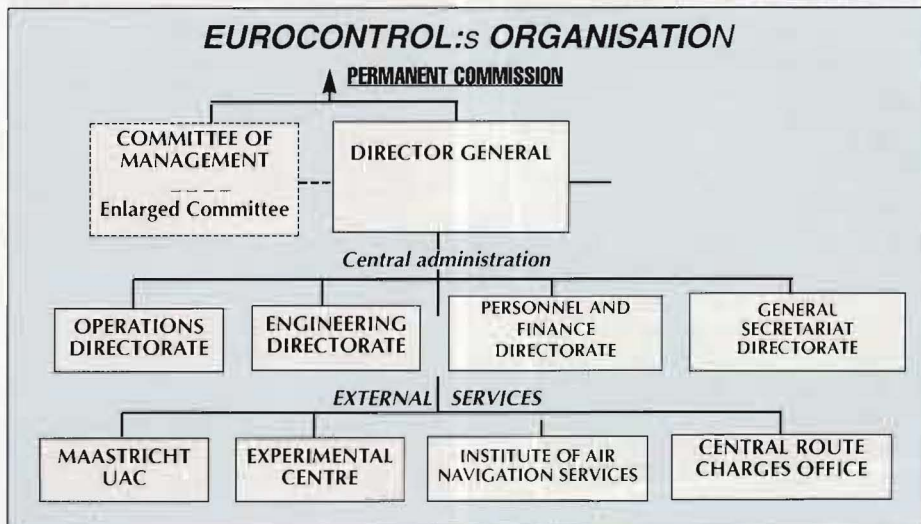 EUROCONTROL:s ORGANISATION
PERMANENT COMMISSION
COMMITTEE OF
MANAGEMENT
Enlarged Committee
DIRECTOR GENERAL
Central administration
OPERATIONS
DIRECTORATE
ENGINEERING
DIRECTORATE
PERSONNEL AND
FINANCE
DIRECTORATE
GENERAL
SECRETARIAT
DIRECTORATE
EXTERNAL SERVICES
MAASTRICHT
UAC
EXPERIMENTAL
CENTRE
INSTITUTE OF AIR
NAVIGATION SERVICES
CENTRAL ROUTE
CHARGES OFFICE